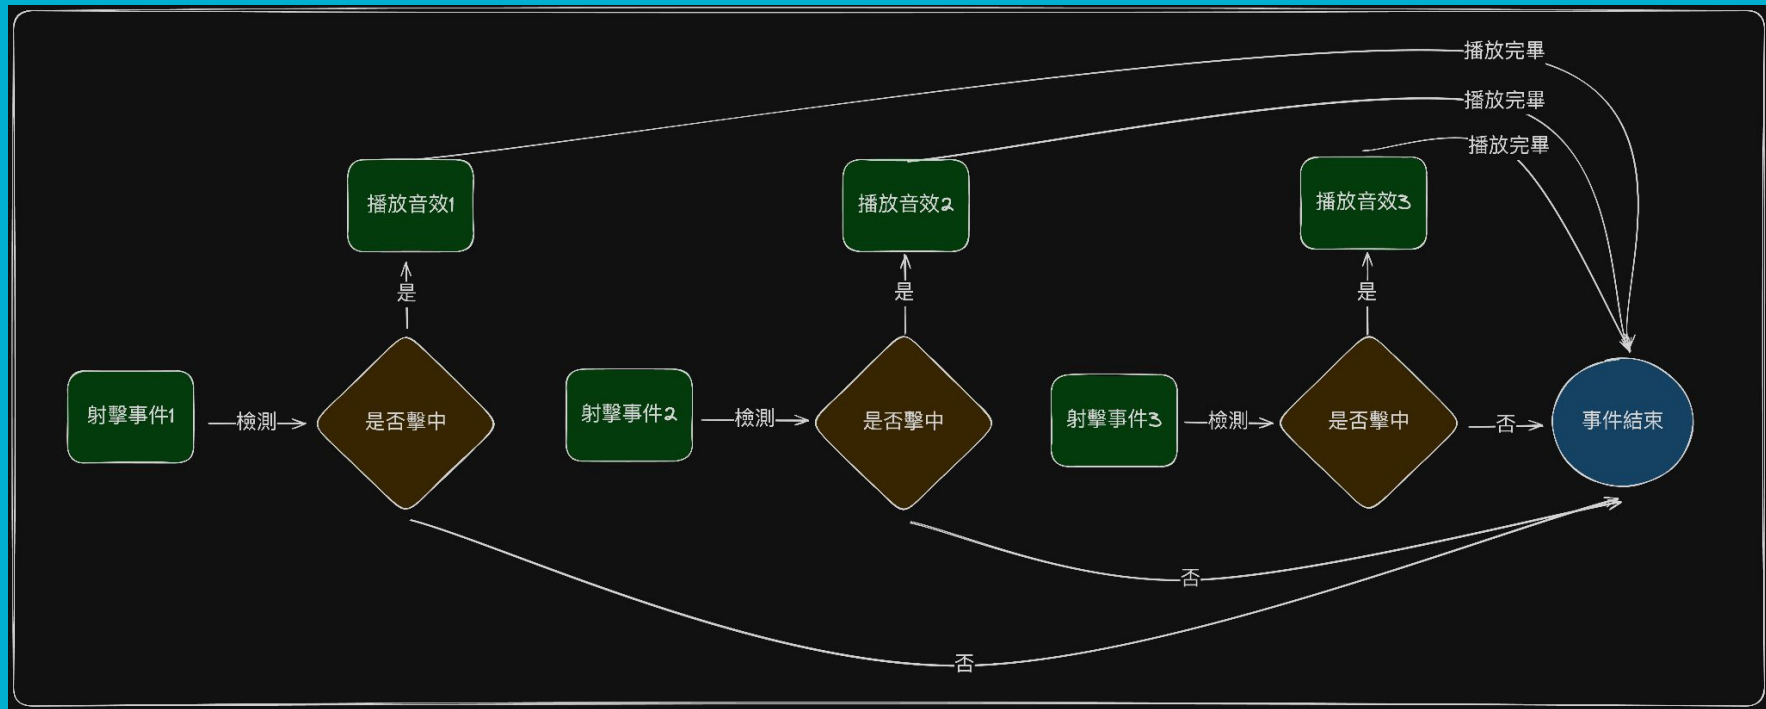 播放完畢
播放完畢
播放完畢
播放音效1
播放音效2
播放音效3
是
是
是
射擊事件1
檢測
是否擊中
射擊事件2
檢測
是否擊中
射擊事件3
檢測
是否擊中
否
事件結束
否
否